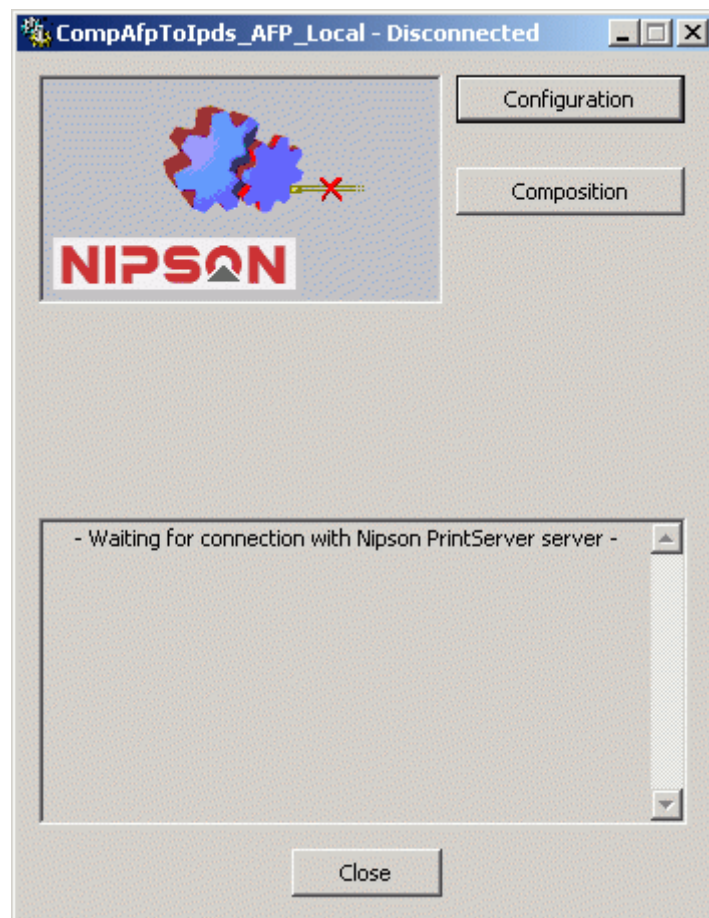 CompAfpToIpds_AFP_Local - Disconnected
Configuration
Composition
NIPSON
- Waiting for connection with Nipson PrintServer server -
Close